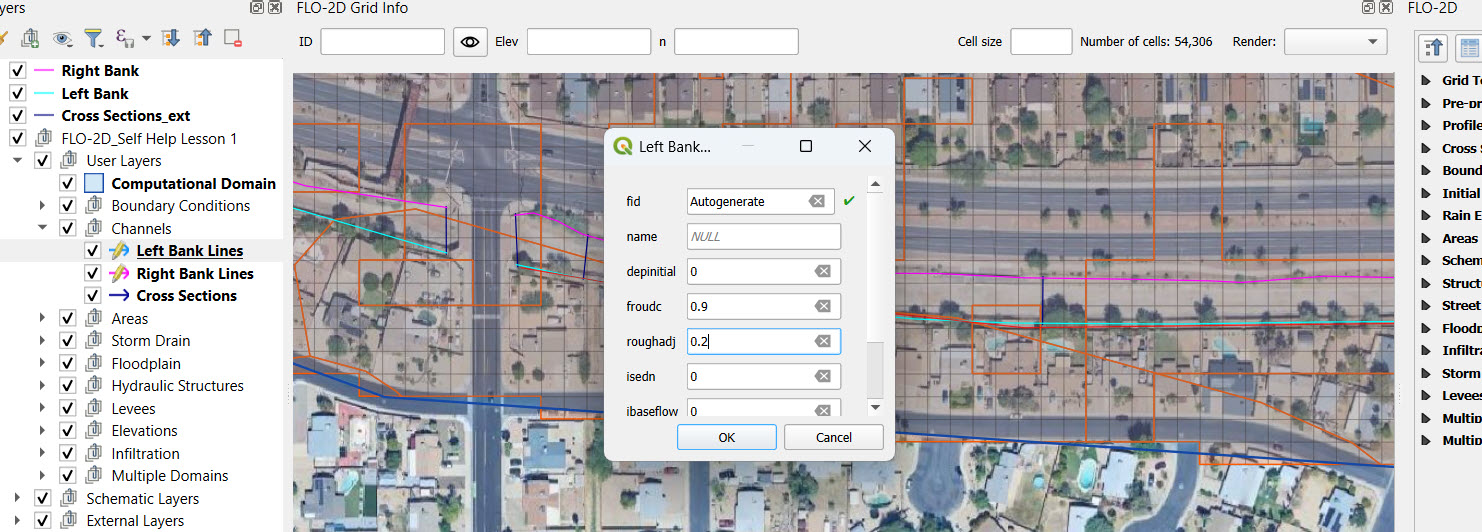 yers
FLO-2D Grid Info
FLO-2D
ID
Elev
n
Cell size
Number of cells: 54,306
Render:
Right Bank
Left Bank
Cross Sections_ext
FLO-2D_Self Help Lesson 1
User Layers
Computational Domain
Boundary Conditions
Channels
Left Bank Lines
Right Bank Lines
Cross Sections
Areas
Storm Drain
Floodplain
Hydraulic Structures
Levees
Elevations
Infiltration
Multiple Domains
Schematic Layers
External Layers
Left Bank...
fid Autogenerate
name NULL
depinitial 0
froudc 0.9
roughadj 0.2
isedn 0
ibaseflow 0
OK Cancel
Grid To
Pre-pr
Profile
Cross S
Bound
Initial
Rain E
Areas
Schem
Struct
Street
Floodp
Infiltra
Storm
Levees
Multip
Multip